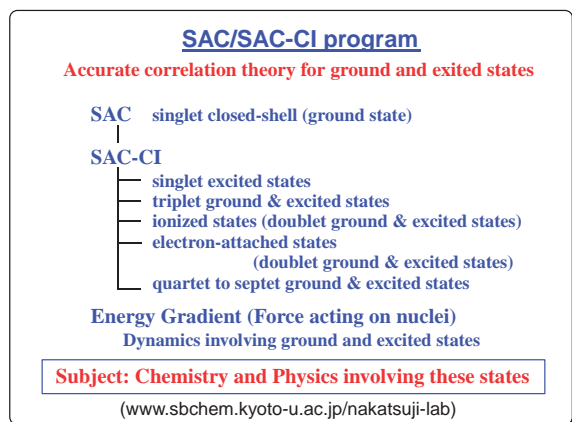 SAC/SAC-CI program
Accurate correlation theory for ground and exited states
SAC singlet closed-shell (ground state)
SAC-CI
singlet excited states
triplet ground & excited states
ionized states (doublet ground & excited states)
electron-attached states
(doublet ground & excited states)
quartet to septet ground & excited states
Energy Gradient (Force acting on nuclei)
Dynamics involving ground and excited states
Subject: Chemistry and Physics involving these states
(www.sbchem.kyoto-u.ac.jp/nakatsuji-lab)